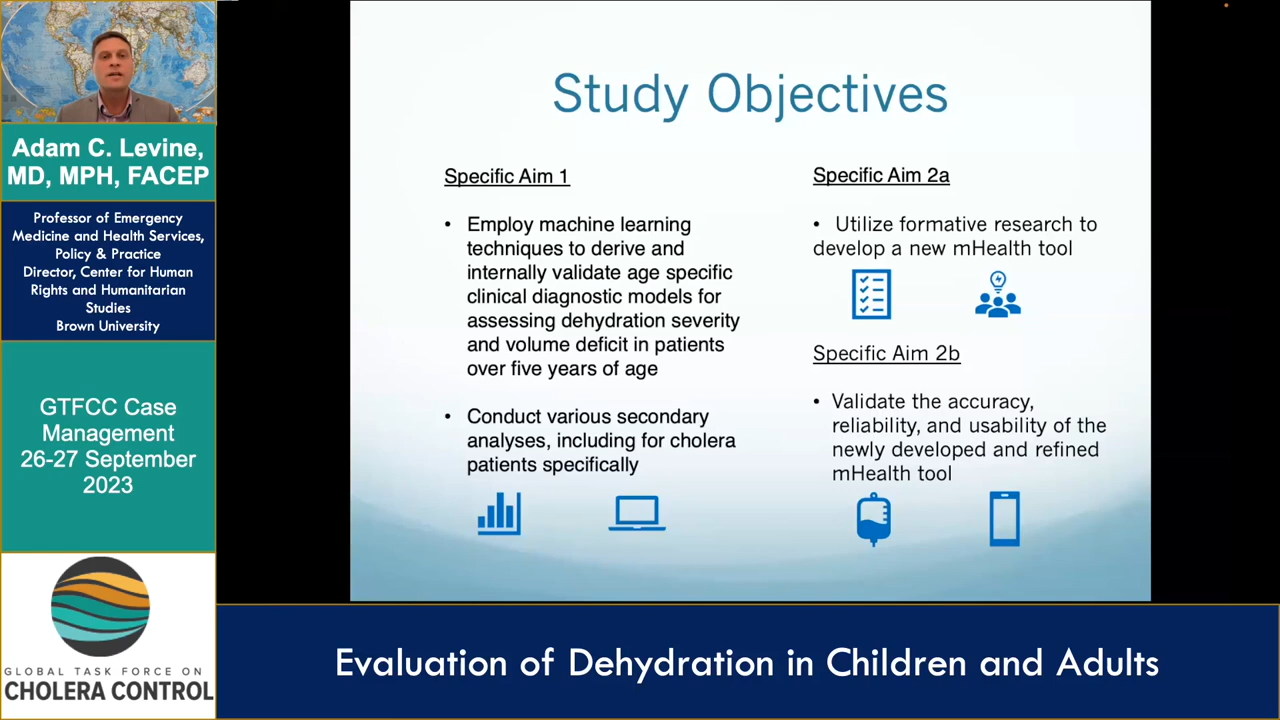 Adam C. Levine,
MD, MPH, FACEP
Professor of Emergency
Medicine and Health Services,
Policy & Practice
Director, Center for Human
Rights and Humanitarian
Studies
Brown University
GTFCC Case
Management
26-27 September
2023
GLOBAL TASK FORCE ON
CHOLERA CONTROL
Study Objectives
Specific Aim 1
• Employ machine learning
techniques to derive and
internally validate age specific
clinical diagnostic models for
assessing dehydration severity
and volume deficit in patients
over five years of age
• Conduct various secondary
analyses, including for cholera
patients specifically
Specific Aim 2a
• Utilize formative research to
develop a new mHealth tool
Specific Aim 2b
• Validate the accuracy,
reliability, and usability of the
newly developed and refined
mHealth tool
Evaluation of Dehydration in Children and Adults